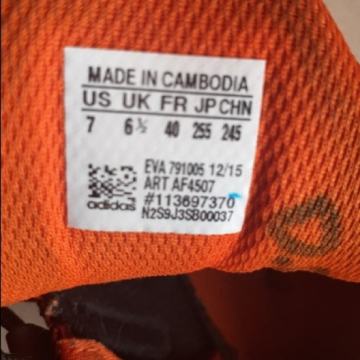 MADE IN CAMBODIA
US UK FR JP CHN
7 6½ 40 255 245
EVA 791005 12/15
ART AF4507
#113697370
adidas N2S9J3SB00037